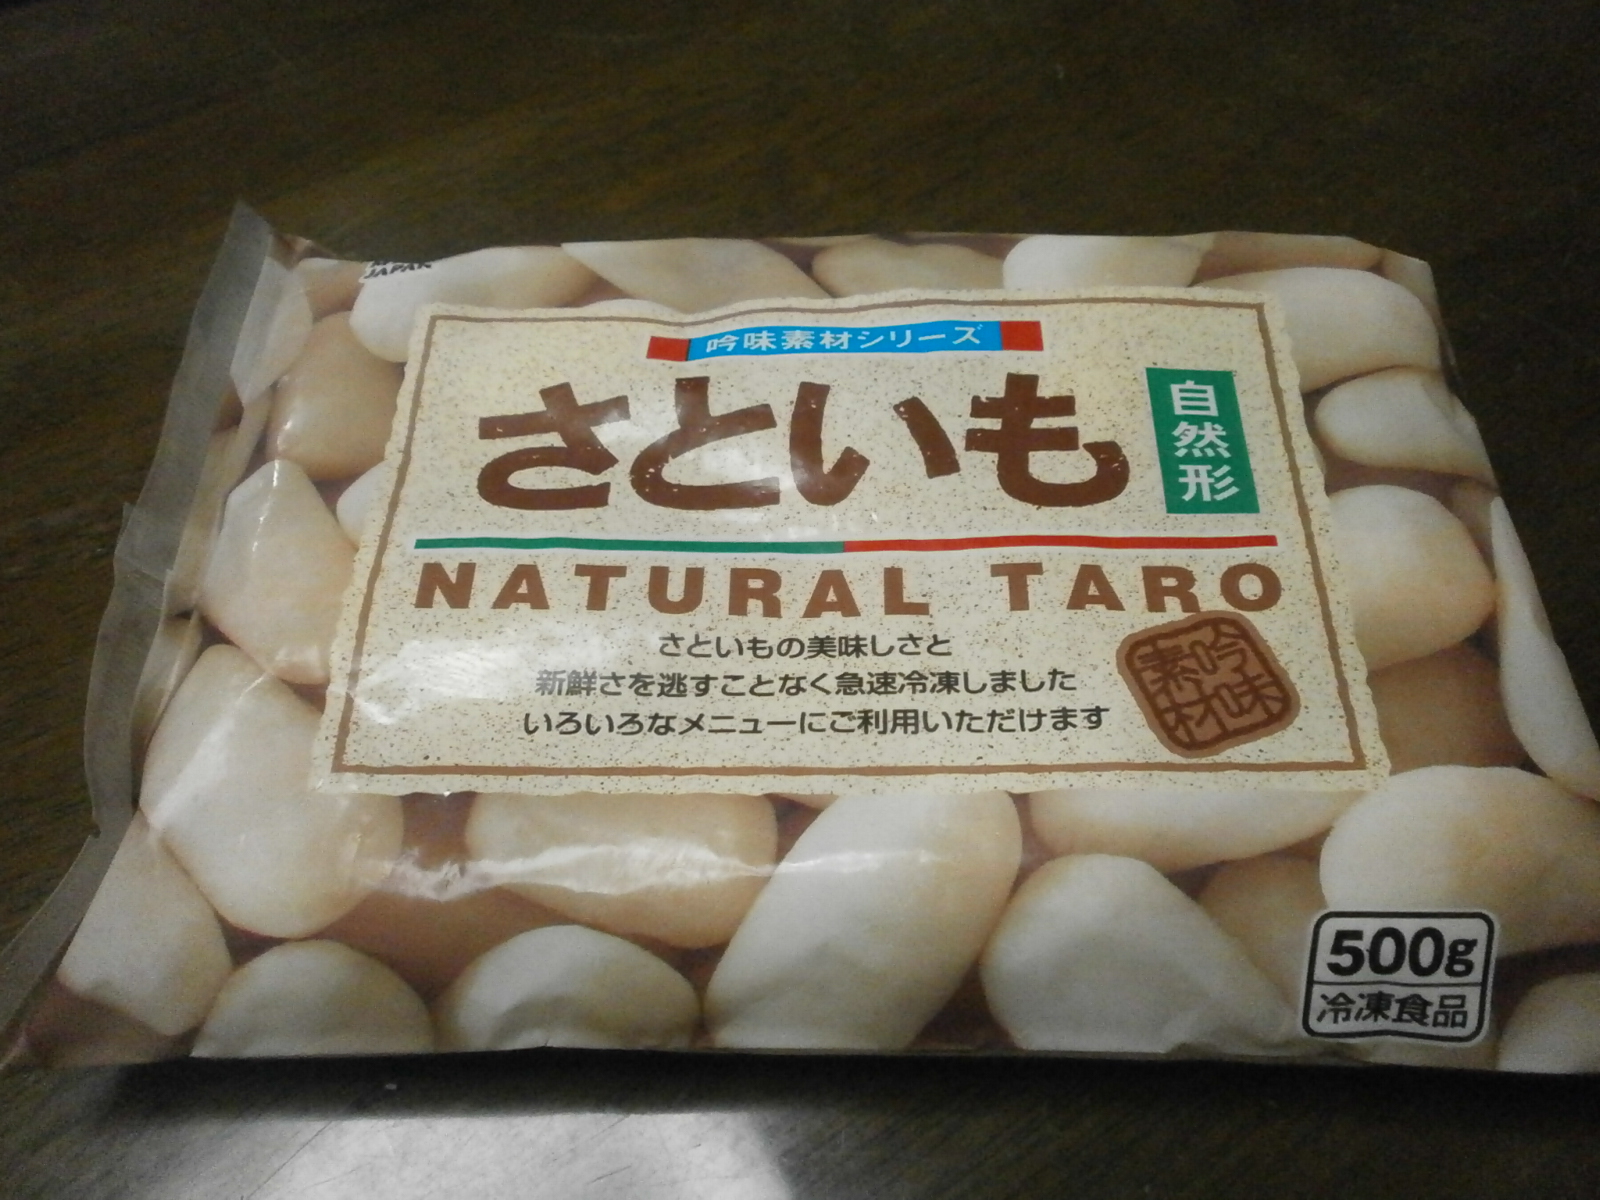 JAPAN
吟味素材シリーズ
さといも
自然形
NATURAL TARO
さといもの美味しさと
新鮮さを逃すことなく急速冷凍しました
いろいろなメニューにご利用いただけます
吟味
素材
500g
冷凍食品